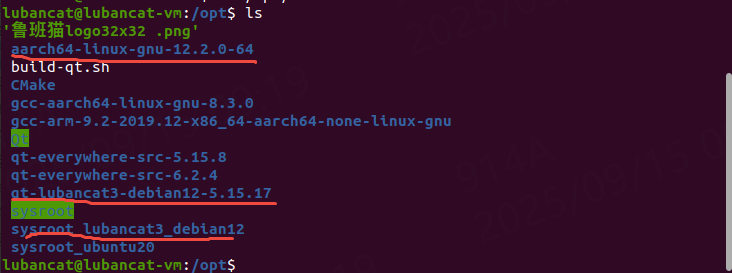 lubancat@lubancat-vm:/opt$ ls
'鲁班猫logo32x32 .png'
aarch64-linux-gnu-12.2.0-64
build-qt.sh
CMake
gcc-aarch64-linux-gnu-8.3.0
gcc-arm-9.2-2019.12-x86_64-aarch64-none-linux-gnu
Qt
qt-everywhere-src-5.15.8
qt-everywhere-src-6.2.4
qt-lubancat3-debian12-5.15.17
sysroot
sysroot_lubancat3_debian12
sysroot_ubuntu20
lubancat@lubancat-vm:/opt$